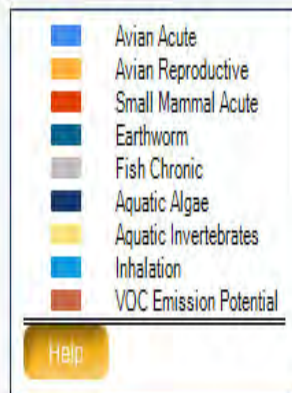 Avian Acute
Avian Reproductive
Small Mammal Acute
Earthworm
Fish Chronic
Aquatic Algae
Aquatic Invertebrates
Inhalation
VOC Emission Potential
Help